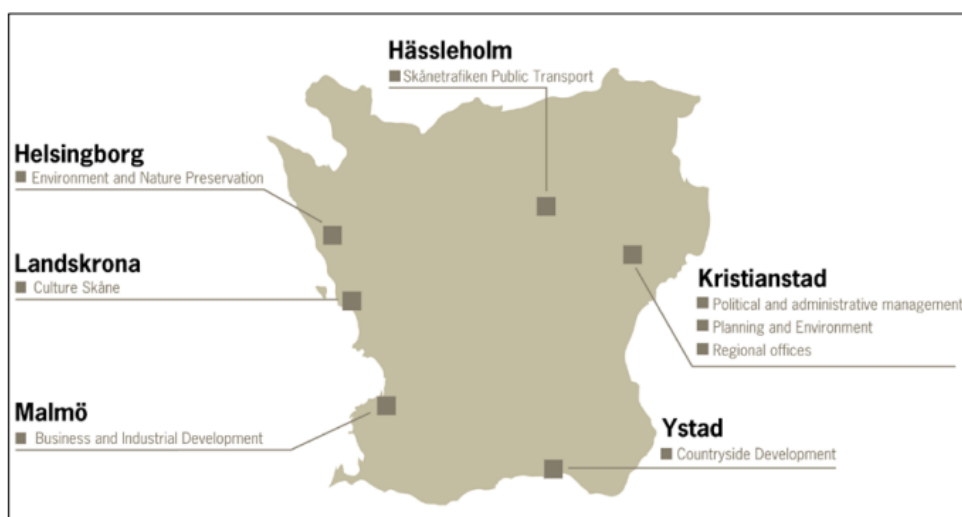 Hässleholm
Skånetrafiken Public Transport
Helsingborg
Environment and Nature Preservation
Landskrona
Culture Skåne
Kristianstad
Political and administrative management
Planning and Environment
Regional offices
Malmö
Business and Industrial Development
Ystad
Countryside Development